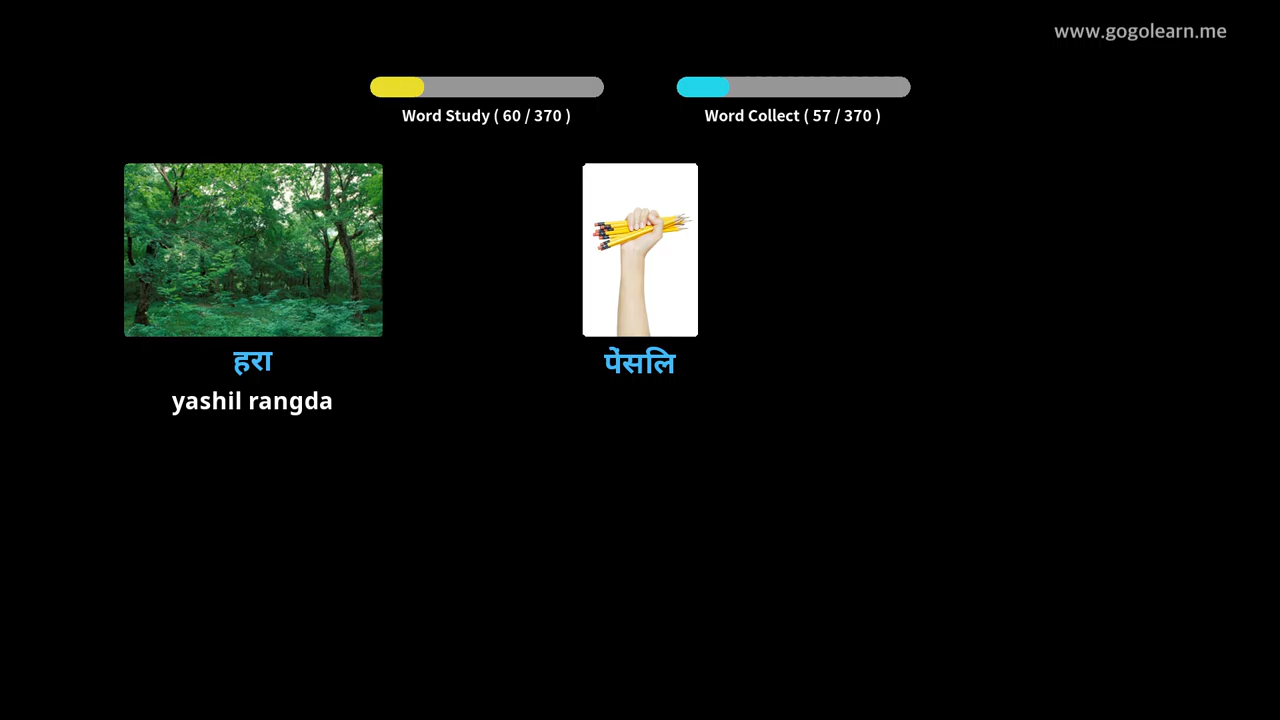 www.gogolearn.me
Word Study ( 60 / 370 )
Word Collect ( 57 / 370 )
हरा
yashil rangda
पेंसलि